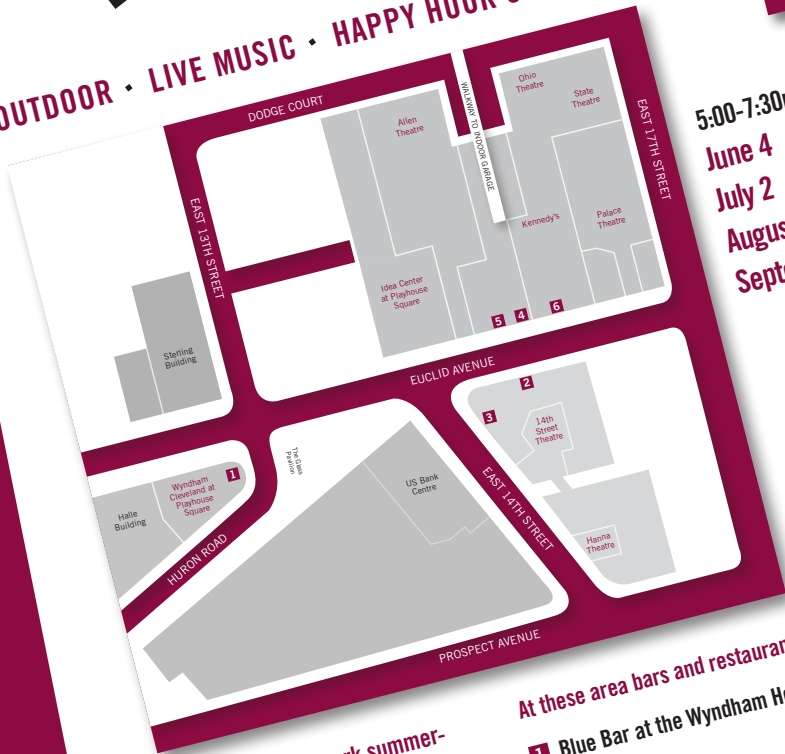 OUTDOOR · LIVE MUSIC · HAPPY HOUR
DODGE COURT
WALKWAY TO INDOOR GARAGE
Ohio
Theatre
State
Theatre
Allen
Theatre
EAST 17TH STREET
EAST 13TH STREET
Kennedy's
Palace
Theatre
Idea Center
at Playhouse
Square
5
4
6
Sterling
Building
EUCLID AVENUE
2
3
14th
Street
Theatre
The Glass
Pavilion
1
Wyndham
Cleveland at
Playhouse
Square
Halle
Building
US Bank
Centre
EAST 14TH STREET
Hanna
Theatre
HURON ROAD
PROSPECT AVENUE
5:00-7:30
June 4
July 2
Augus
Septe
summer-
At these area bars and restauran
1 Blue Bar at the Wyndham H